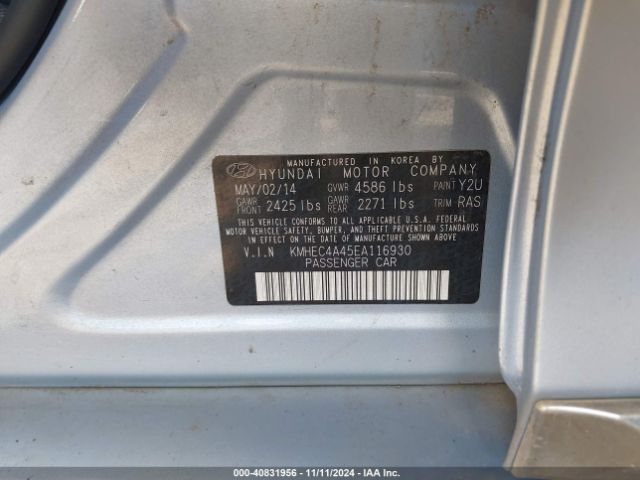 MANUFACTURED IN KOREA BY
HYUNDAI MOTOR COMPANY
MAY/02/14 GVWR 4586 lbs PAINT Y2U
GAWR FRONT 2425 lbs GAWR REAR 2271 lbs TRIM RAS
THIS VEHICLE CONFORMS TO ALL APPLICABLE U.S.A. FEDERAL
MOTOR VEHICLE SAFETY, BUMPER, AND THEFT PREVENTION
STANDARDS IN EFFECT ON THE DATE OF MANUFACTURE SHOWN ABOVE.
V.I.N KMHEC4A45EA116930
PASSENGER CAR
000-40831956 - 11/11/2024 - IAA Inc.